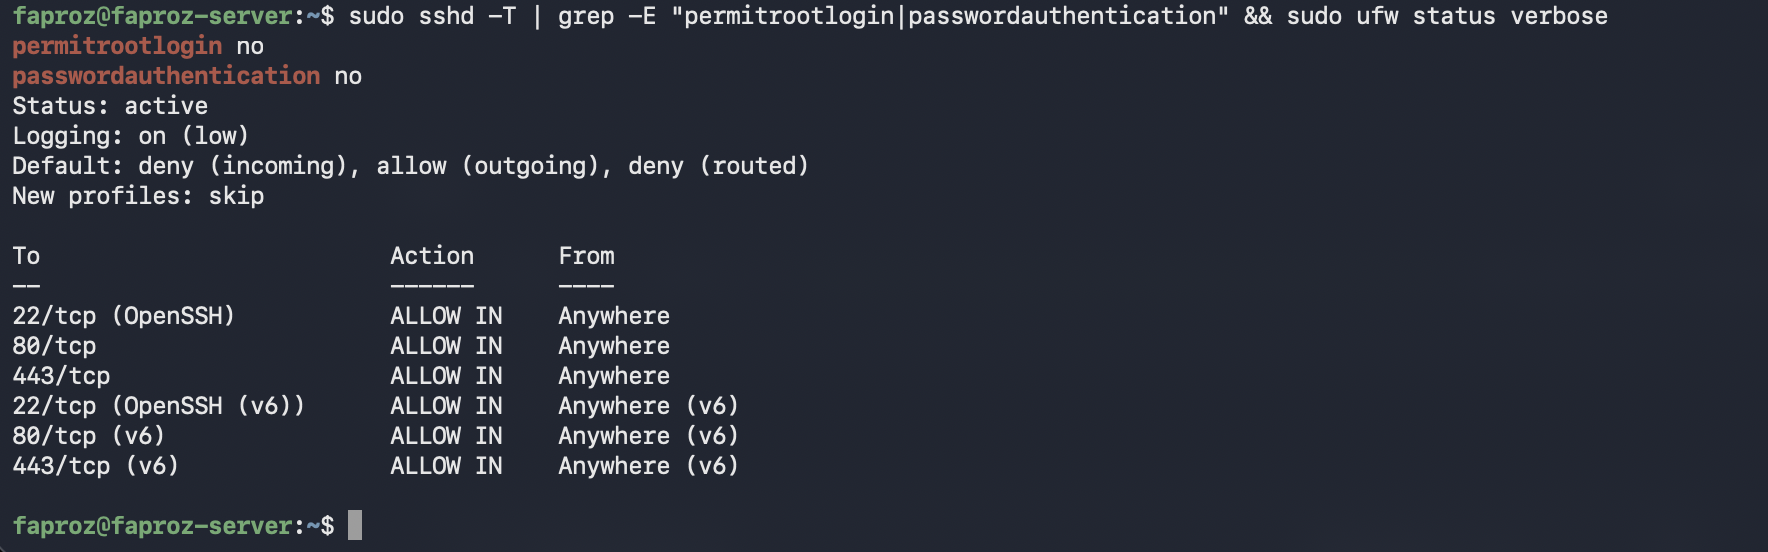 faproz@faproz-server:~$ sudo sshd -T | grep -E "permitrootlogin|passwordauthentication" && sudo ufw status verbose
permitrootlogin no
passwordauthentication no
Status: active
Logging: on (low)
Default: deny (incoming), allow (outgoing), deny (routed)
New profiles: skip
To                         Action      From
--                         ------      ----
22/tcp (OpenSSH)           ALLOW IN    Anywhere
80/tcp                     ALLOW IN    Anywhere
443/tcp                    ALLOW IN    Anywhere
22/tcp (OpenSSH (v6))      ALLOW IN    Anywhere (v6)
80/tcp (v6)                ALLOW IN    Anywhere (v6)
443/tcp (v6)               ALLOW IN    Anywhere (v6)
faproz@faproz-server:~$